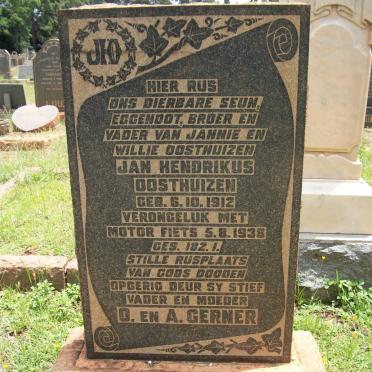 JKO
HIER RUS
ONS DIERBARE SEUN,
EGGENOOT, BROER EN
VADER VAN JANNIE EN
WILLIE OOSTHUIZEN
JAN HENDRIKUS
OOSTHUIZEN
GEB. 6.10.1912
VERONGELUK MET
MOTOR FIETS 5.8.1938
GES. 182.1.
STILLE RUSPLAATS
VAN GODS DOODEN
OPGERIG DEUR SY STIEF
VADER EN MOEDER
O. EN A. GERNER